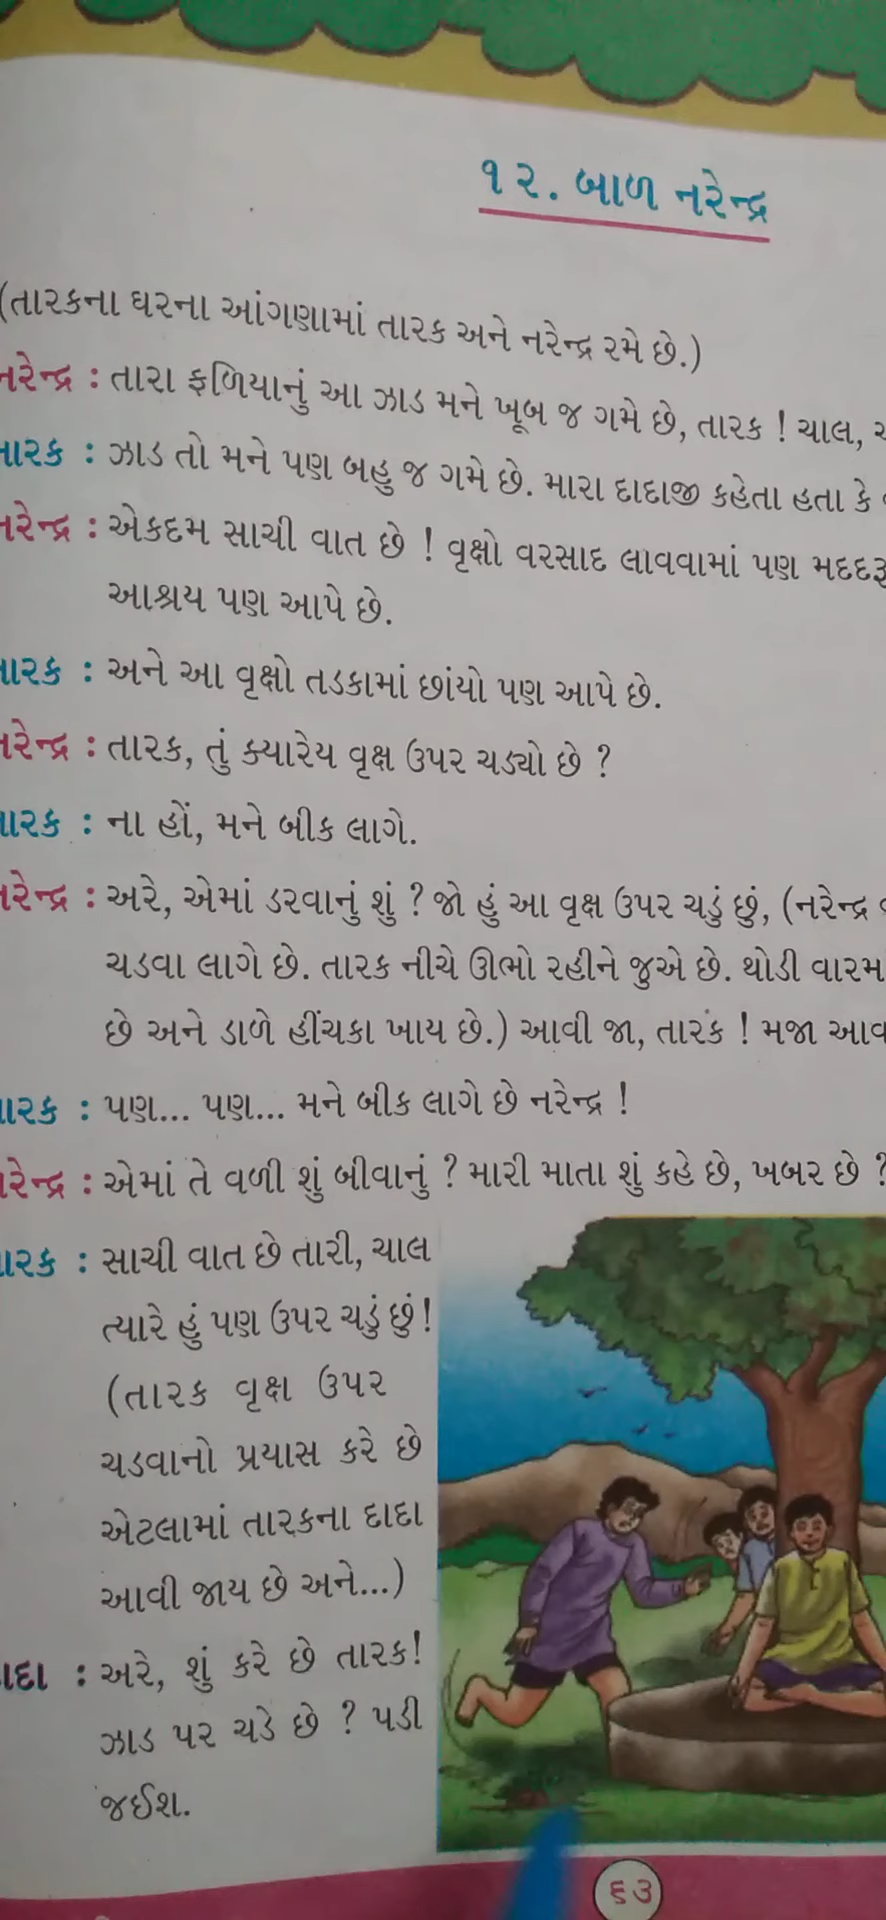 ૧૨. બાળ નરેન્દ્ર
(તારકના ઘરના આંગણામાં તારક અને નરેન્દ્ર રમે છે.)
નરેન્દ્ર : તારા ફળિયાનું આ ઝાડ મને ખૂબ જ ગમે છે, તારક ! ચાલ,
તારક : ઝાડ તો મને પણ બહુ જ ગમે છે. મારા દાદાજી કહેતા હતા કે
નરેન્દ્ર : એકદમ સાચી વાત છે ! વૃક્ષો વરસાદ લાવવામાં પણ
આશ્રય પણ આપે છે.
તારક : અને આ વૃક્ષો તડકામાં છાંયો પણ આપે છે.
નરેન્દ્ર : તારક, તું ક્યારેય વૃક્ષ ઉપર ચડ્યો છે ?
તારક : ના હોં, મને બીક લાગે.
નરેન્દ્ર : અરે, એમાં ડરવાનું શું ? જો હું આ વૃક્ષ ઉપર ચડું છું, (નરેન્દ્ર
ચડવા લાગે છે. તારક નીચે ઊભો રહીને જુએ છે. થોડી
છે અને ડાળે હીંચકા ખાય છે.) આવી જા, તારક ! મજા
તારક : પણ... પણ... મને બીક લાગે છે નરેન્દ્ર !
નરેન્દ્ર : એમાં તે વળી શું બીવાનું ? મારી માતા શું કહે છે, ખબર છે ?
તારક : સાચી વાત છે તારી, ચાલ
ત્યારે હું પણ ઉપર ચડું છું!
(તારક વૃક્ષ ઉપર
ચડવાનો પ્રયાસ કરે છે
એટલામાં તારકના દાદા
આવી જાય છે અને...)
દાદા : અરે, શું કરે છે તારક!
ઝાડ પર ચડે છે ? પડી
જઈશ.
૬૩